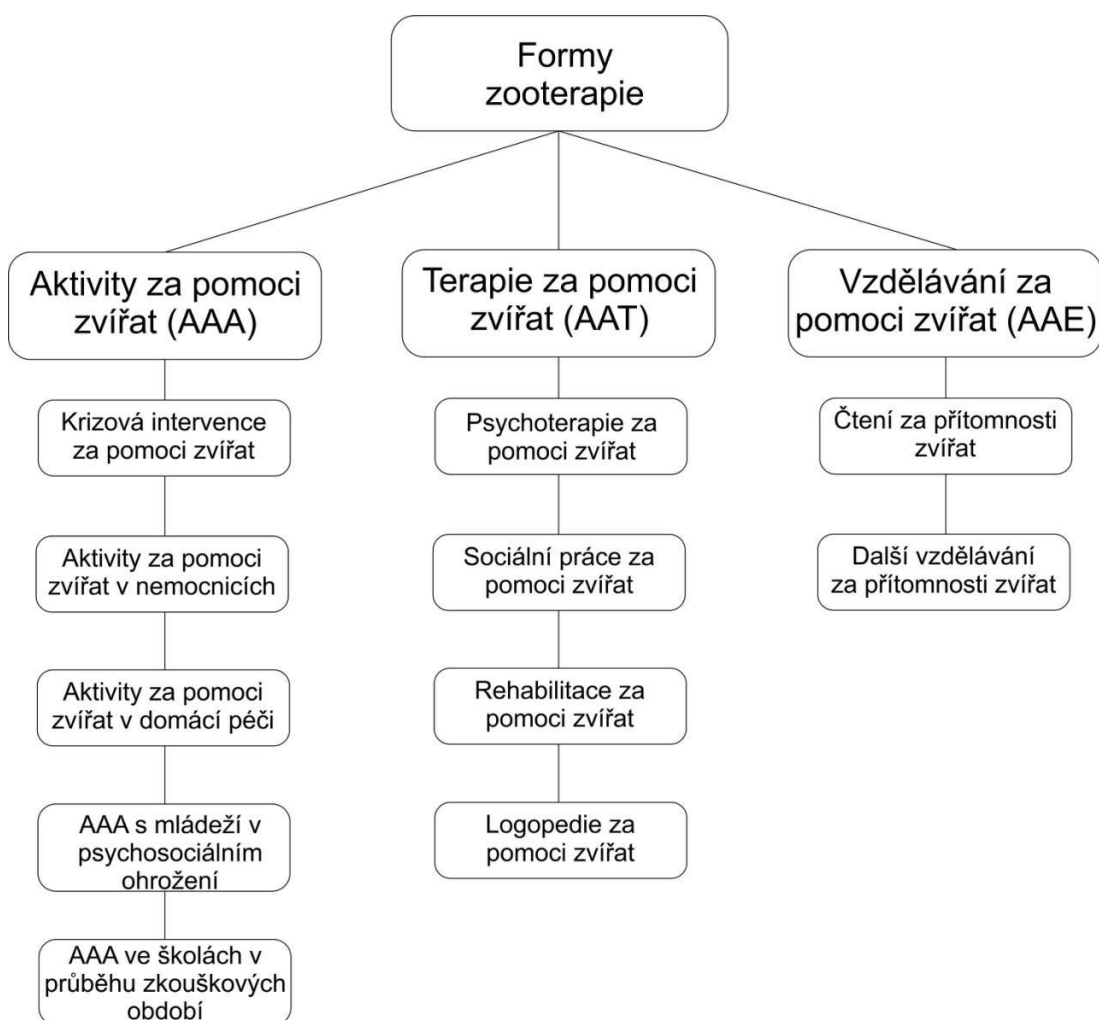 Formy
zooterapie
Aktivity za pomoci
zvířat (AAA)
Krizová intervence
za pomoci zvířat
Aktivity za pomoci
zvířat v nemocnicích
Aktivity za pomoci
zvířat v domácí péči
AAA s mládeží v
psychosociálním
ohrožení
AAA ve školách v
průběhu zkouškových
období
Terapie za pomoci
zvířat (AAT)
Psychoterapie za
pomoci zvířat
Sociální práce za
pomoci zvířat
Rehabilitace za
pomoci zvířat
Logopedie za
pomoci zvířat
Vzdělávání za
pomoci zvířat (AAE)
Čtení za přítomnosti
zvířat
Další vzdělávání
za přítomnosti zvířat